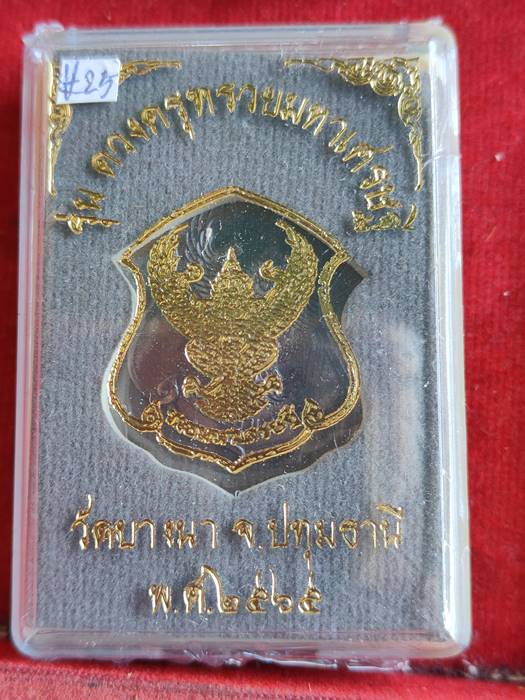 #25
รุ่น ดวงครุฑรวยมหาเศรษฐี
วัดบางนา จ.ปทุมธานี
พ.ศ.๒๕๖๕